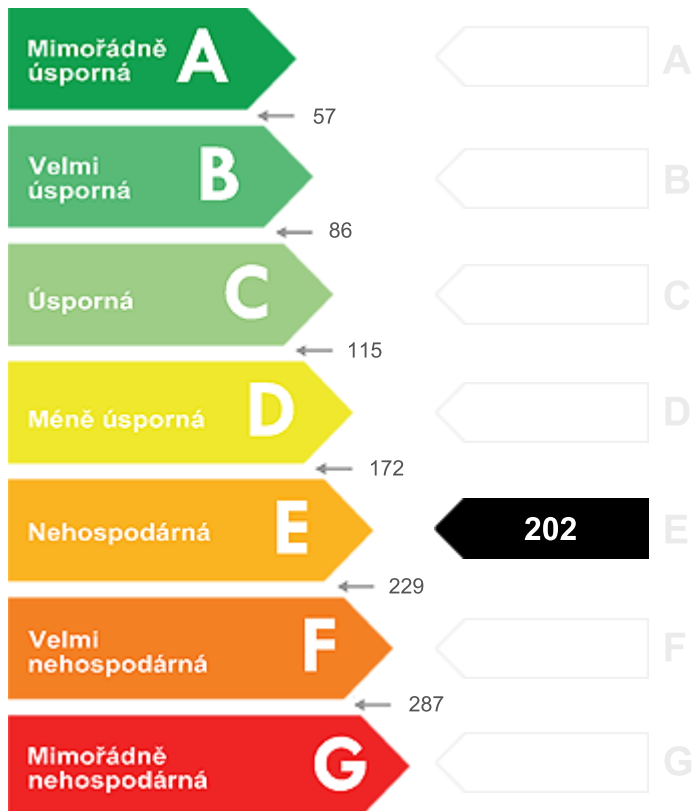 Mimořádně
úsporná
A
A
57
Velmi
úsporná
B
B
86
Úsporná
C
C
115
Méně úsporná
D
D
172
Nehospodárná
E
202
E
229
Velmi
nehospodárná
F
F
287
Mimořádně
nehospodárná
G
G